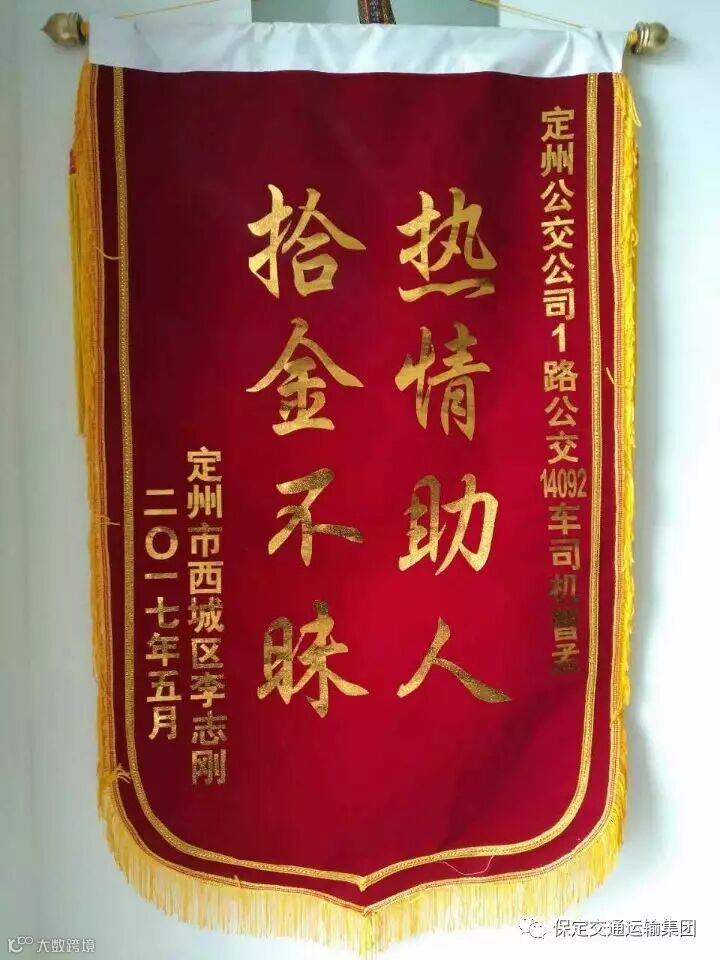 定州公交公司1路公交14092车司机曹孟
热情助人
拾金不昧
定州市西城区李志刚
二〇一七年五月
保定交通运输集团
大数跨境